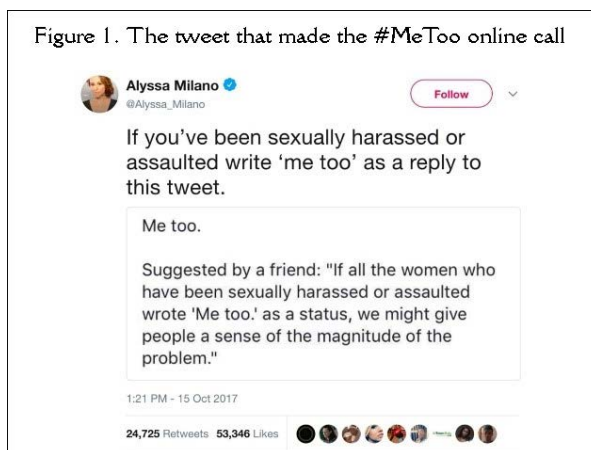 Figure 1. The tweet that made the #MeToo online call
Alyssa Milano
@Alyssa_Milano
Follow
If you’ve been sexually harassed or
assaulted write ‘me too’ as a reply to
this tweet.
Me too.
Suggested by a friend: "If all the women who
have been sexually harassed or assaulted
wrote 'Me too.' as a status, we might give
people a sense of the magnitude of the
problem."
1:21 PM - 15 Oct 2017
24,725 Retweets 53,346 Likes